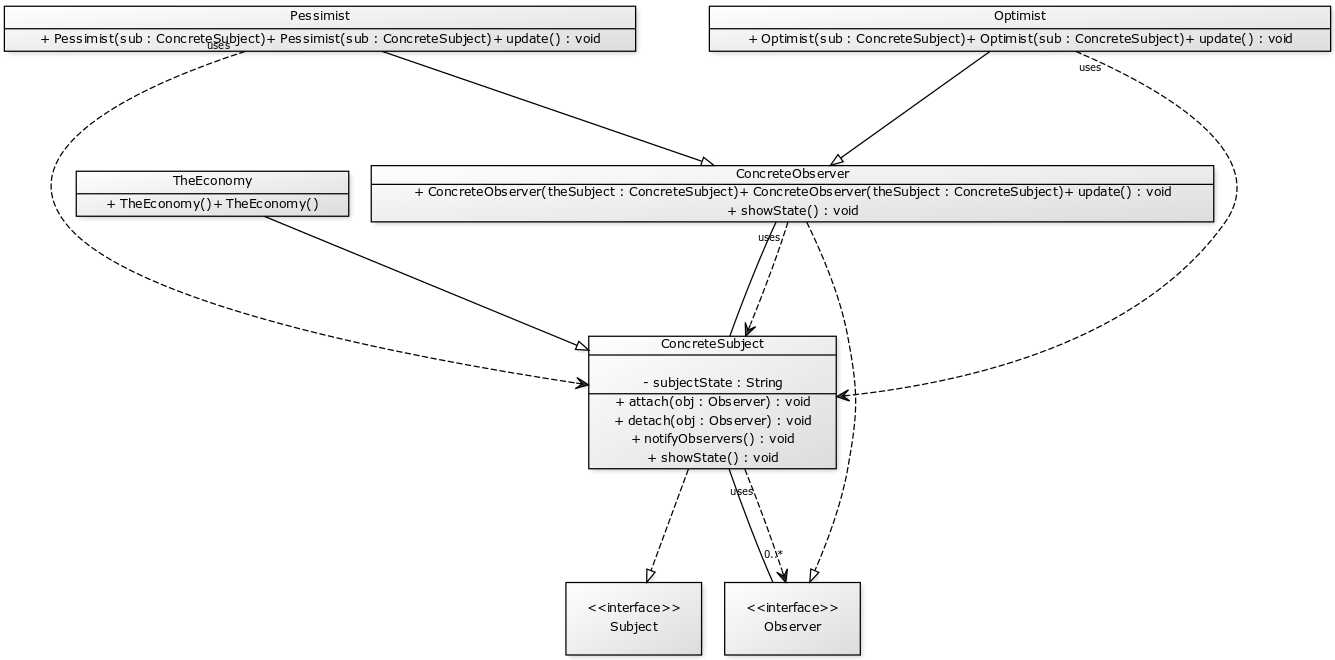 Pessimist
+ Pessimist(sub : ConcreteSubject)+ Pessimist(sub : ConcreteSubject)+ update() : void
uses
Optimist
+ Optimist(sub : ConcreteSubject)+ Optimist(sub : ConcreteSubject)+ update() : void
uses
TheEconomy
+ TheEconomy()+ TheEconomy()
ConcreteObserver
+ ConcreteObserver(theSubject : ConcreteSubject)+ ConcreteObserver(theSubject : ConcreteSubject)+ update() : void
+ showState() : void
uses
ConcreteSubject
- subjectState : String
+ attach(obj : Observer) : void
+ detach(obj : Observer) : void
+ notifyObservers() : void
+ showState() : void
uses
0..*
<<interface>>
Subject
<<interface>>
Observer